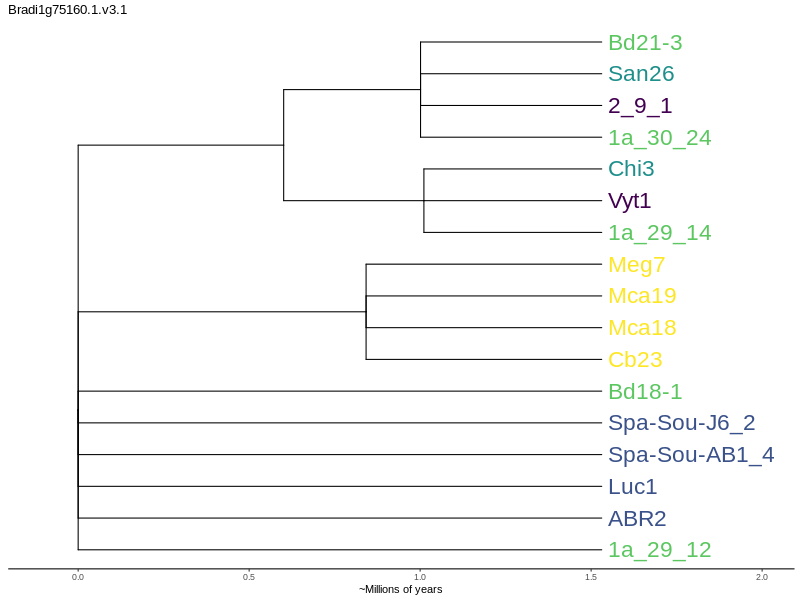 Bradi1g75160.1.v3.1
Bd21-3
San26
2_9_1
1a_30_24
Chi3
Vyt1
1a_29_14
Meg7
Mca19
Mca18
Cb23
Bd18-1
Spa-Sou-J6_2
Spa-Sou-AB1_4
Luc1
ABR2
1a_29_12
0.0 0.5 1.0 1.5 2.0
~Millions of years